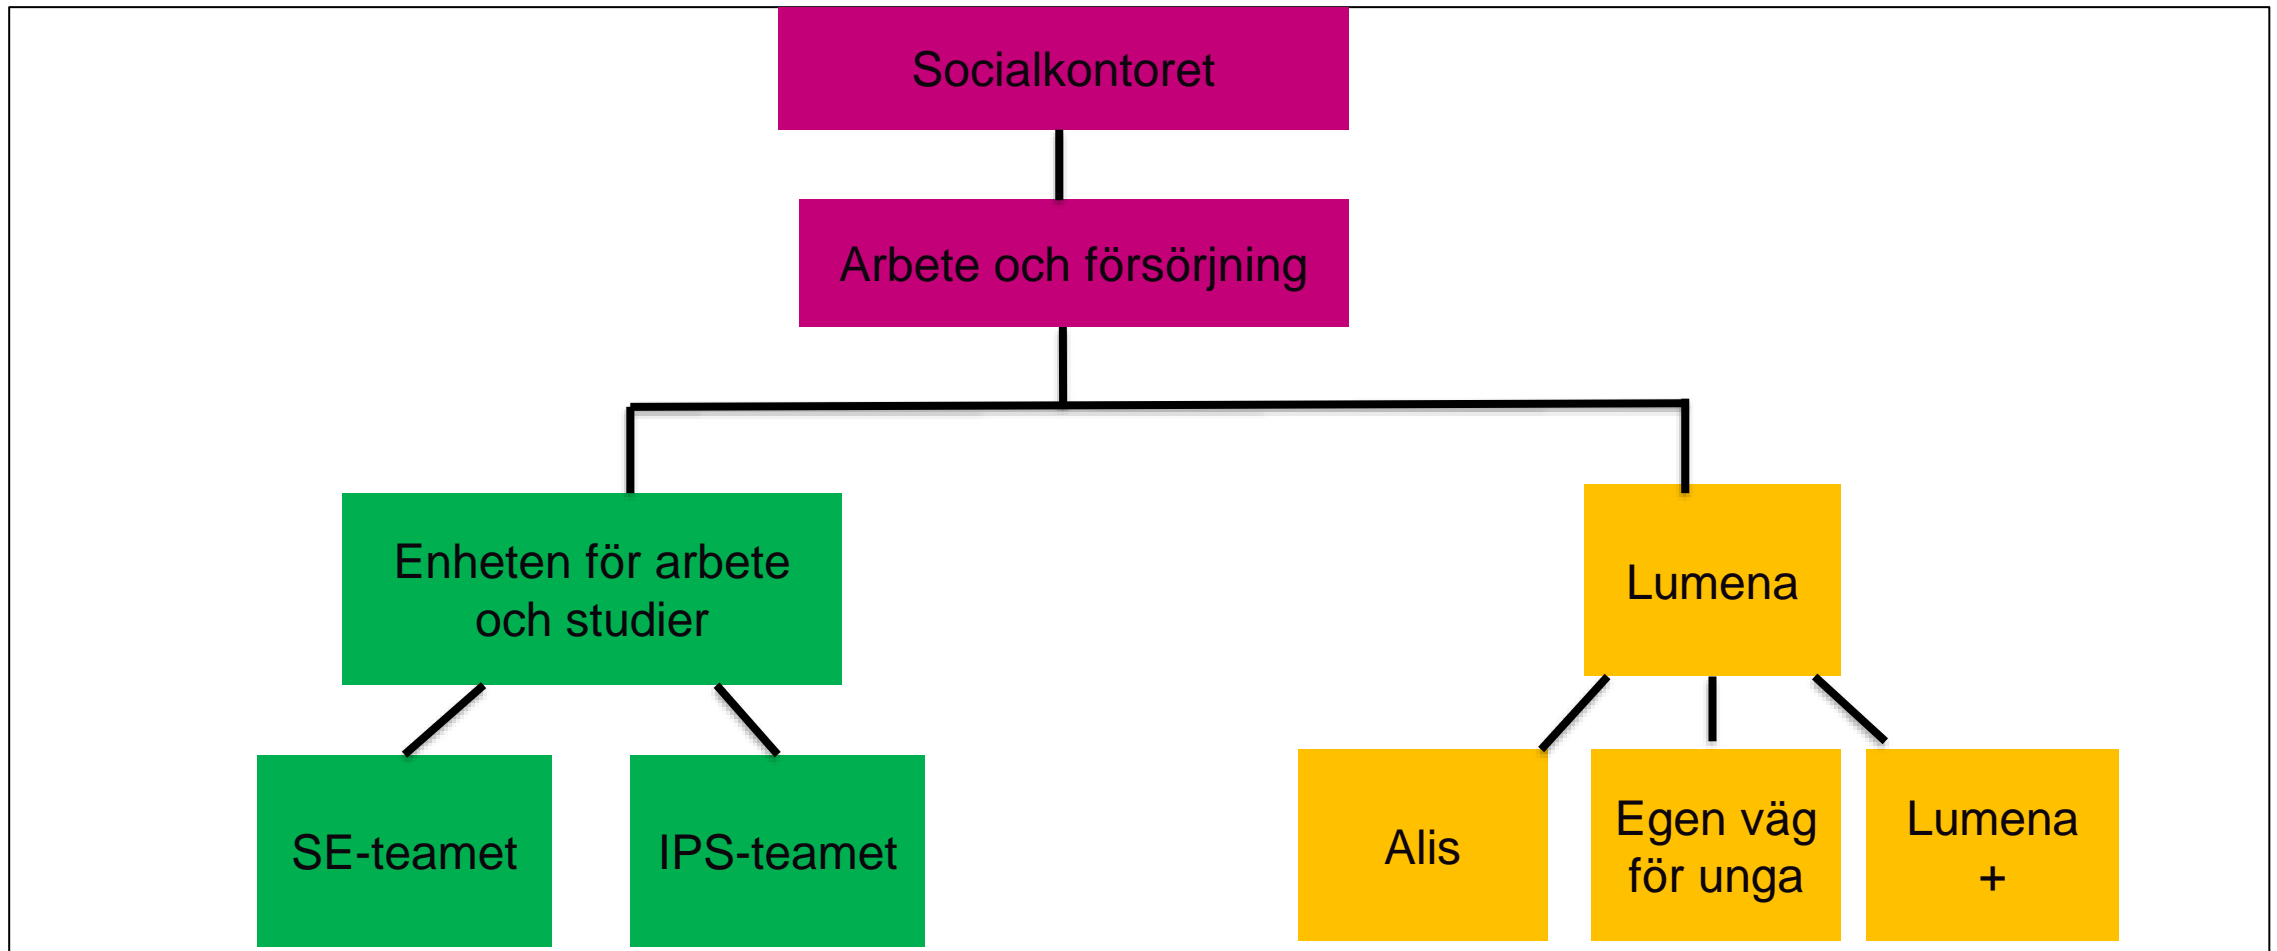 Socialkontoret
Arbete och försörjning
Enheten för arbete
och studier
Lumena
SE-teamet
IPS-teamet
Alis
Egen väg
för unga
Lumena
+